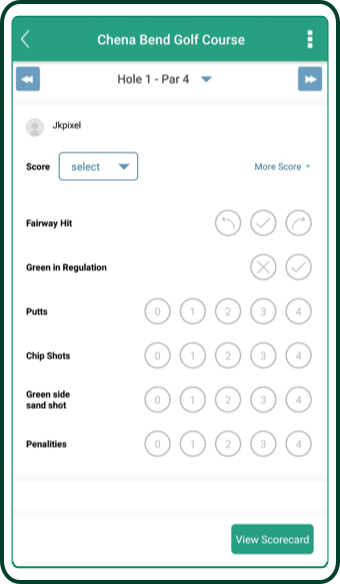 Chena Bend Golf Course
Hole 1 - Par 4
Jkpixel
Score select More Score
Fairway Hit
Green in Regulation
Putts 0 1 2 3 4
Chip Shots 0 1 2 3 4
Green side
sand shot 0 1 2 3 4
Penalities 0 1 2 3 4
View Scorecard